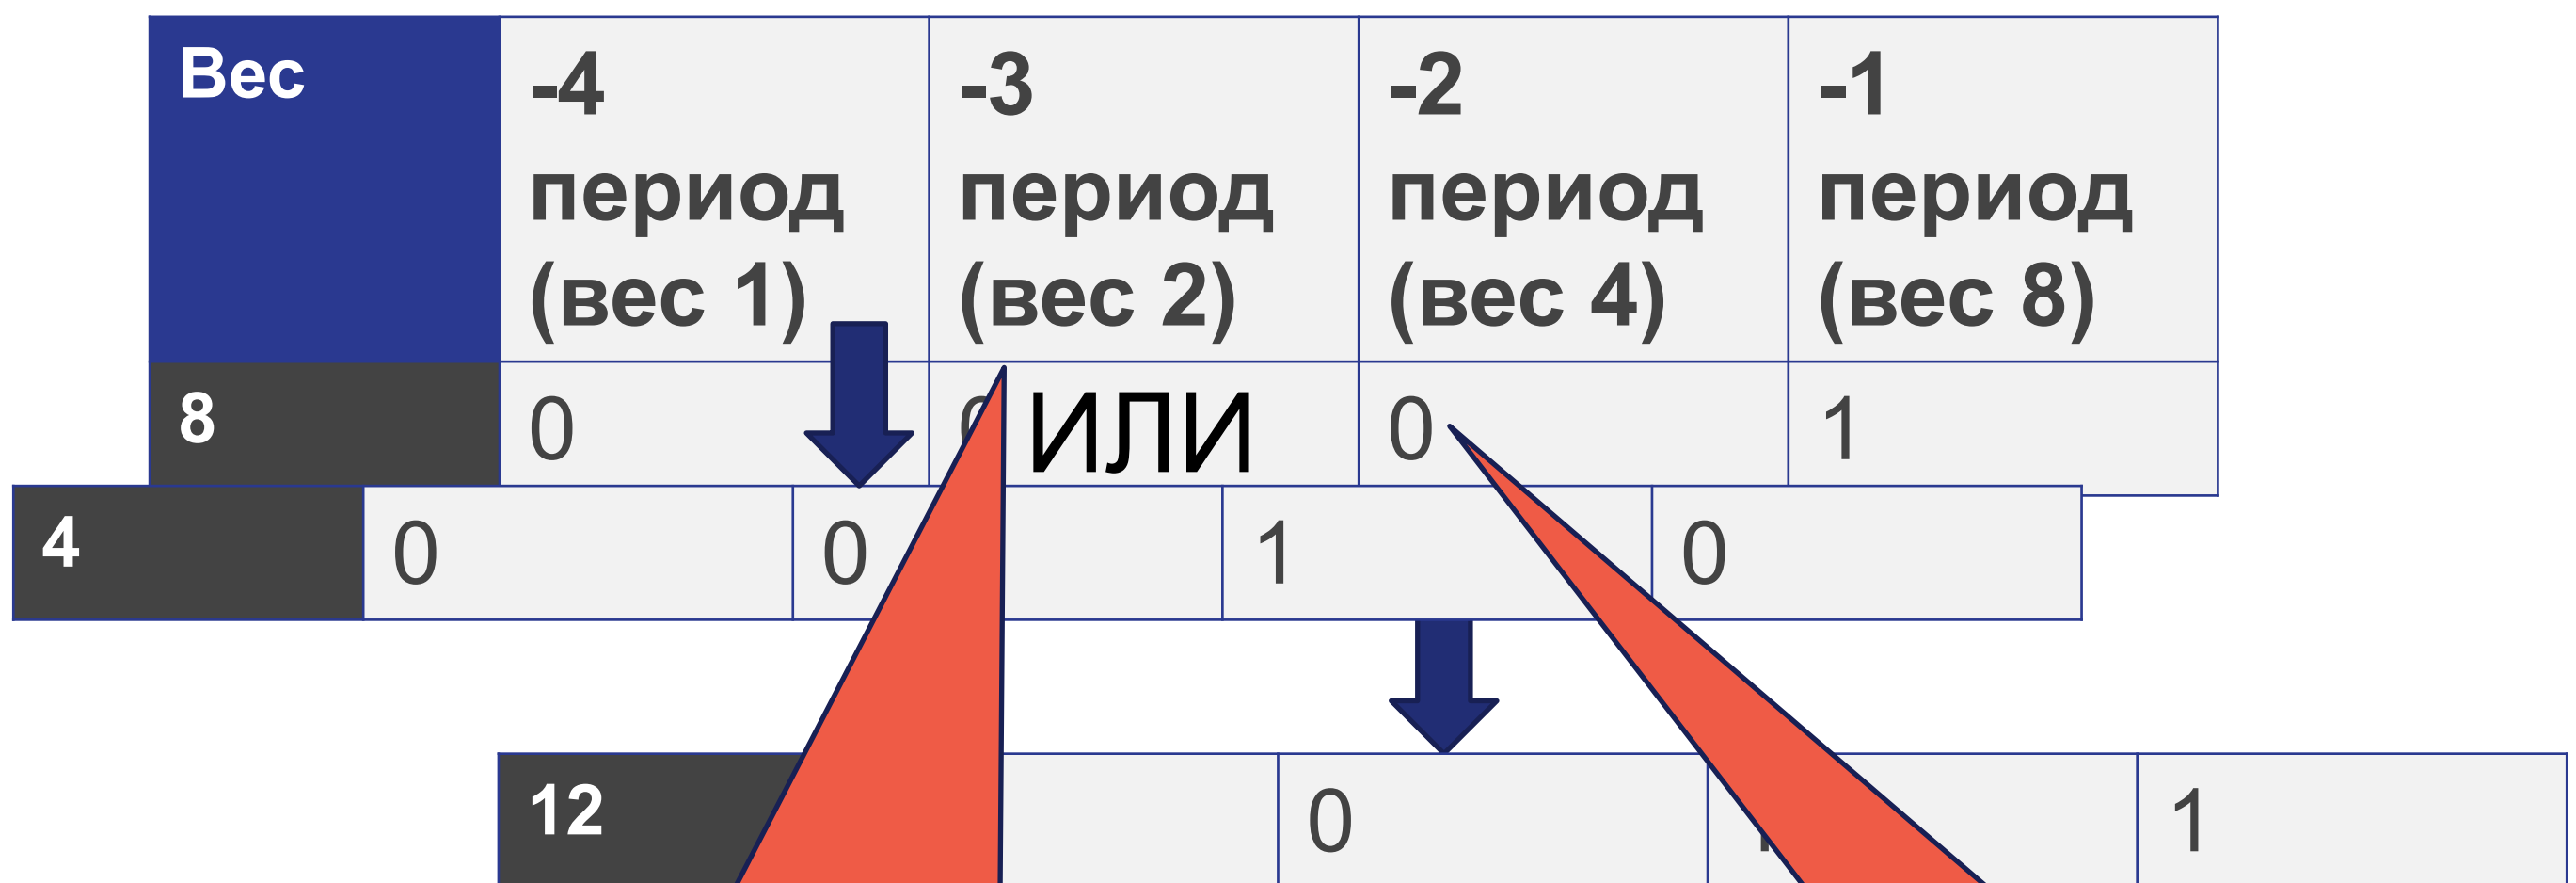 Вес
-4 период (вес 1)
-3 период (вес 2)
-2 период (вес 4)
-1 период (вес 8)
8 0 ИЛИ 0 1
4 0 0 1 0
12 0 1